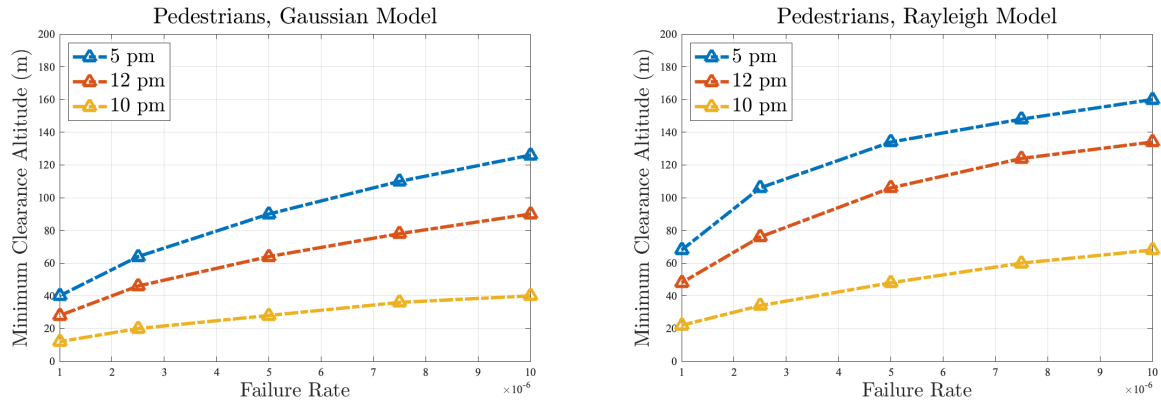 Pedestrians, Gaussian Model
Minimum Clearance Altitude (m)
200
180
160
140
120
100
80
60
40
20
0
5 pm
12 pm
10 pm
1 2 3 4 5 6 7 8 9 10
×10⁻⁶
Failure Rate
Pedestrians, Rayleigh Model
Minimum Clearance Altitude (m)
200
180
160
140
120
100
80
60
40
20
0
5 pm
12 pm
10 pm
1 2 3 4 5 6 7 8 9 10
×10⁻⁶
Failure Rate